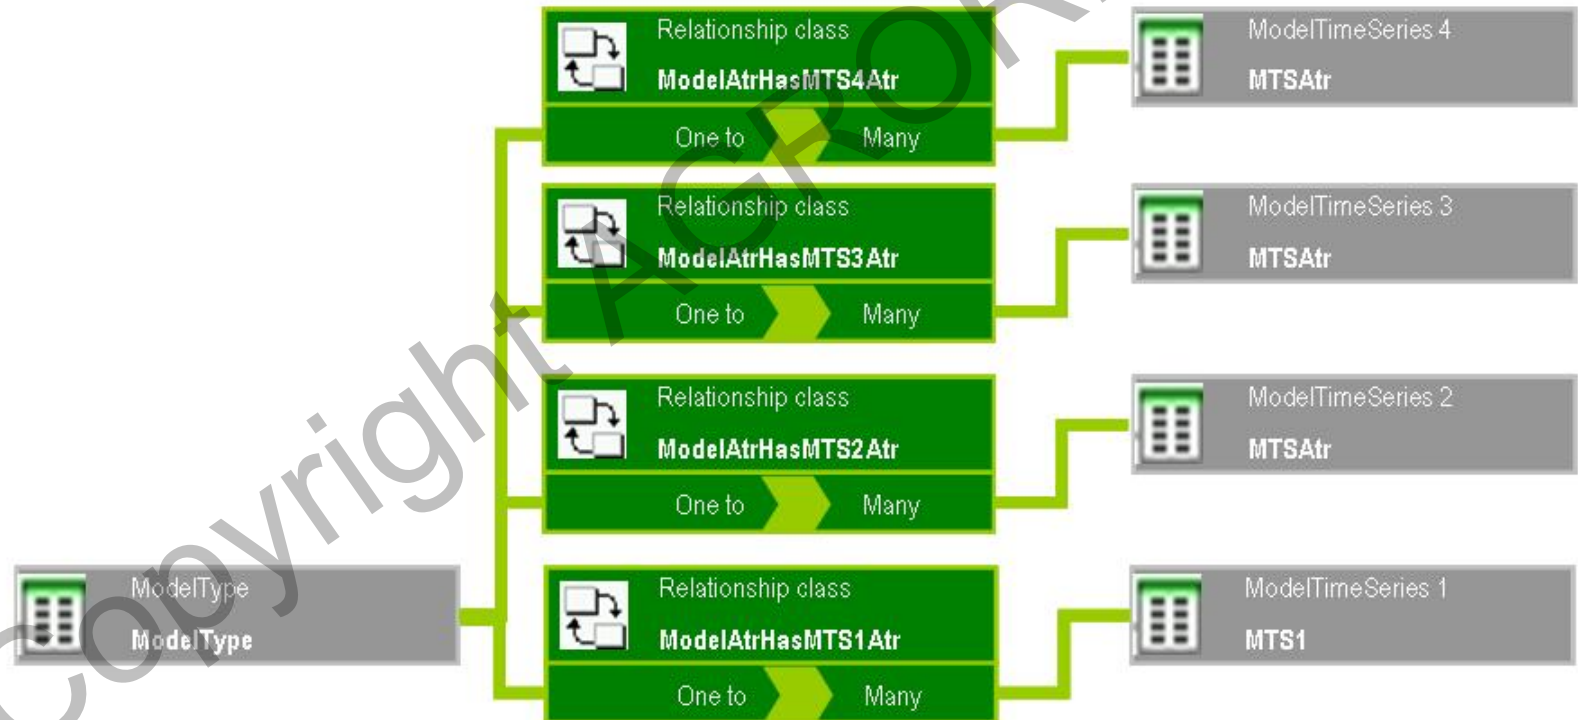 Relationship class
ModelAtrHasMTS4Atr
One to Many
ModelTimeSeries 4
MTSAtr
Relationship class
ModelAtrHasMTS3Atr
One to Many
ModelTimeSeries 3
MTSAtr
Relationship class
ModelAtrHasMTS2Atr
One to Many
ModelTimeSeries 2
MTSAtr
ModelType
ModelType
Relationship class
ModelAtrHasMTS1Atr
One to Many
ModelTimeSeries 1
MTS1
Copyright